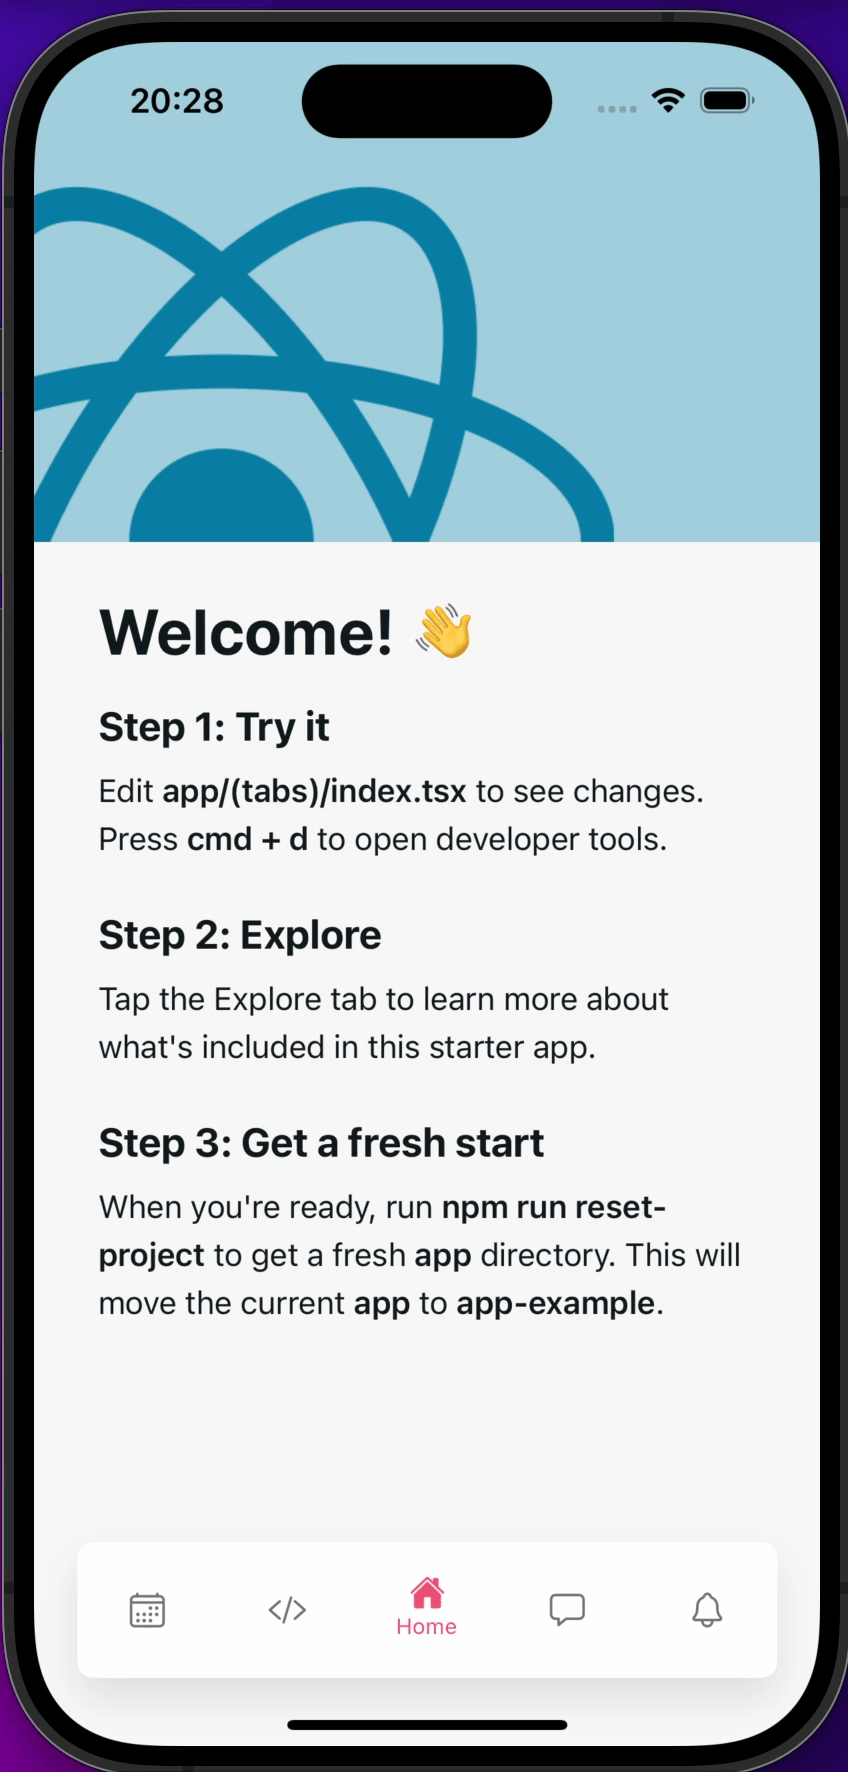 20:28
Welcome! 👋
Step 1: Try it
Edit app/(tabs)/index.tsx to see changes.
Press cmd + d to open developer tools.
Step 2: Explore
Tap the Explore tab to learn more about
what's included in this starter app.
Step 3: Get a fresh start
When you're ready, run npm run reset-
project to get a fresh app directory. This will
move the current app to app-example.
Home